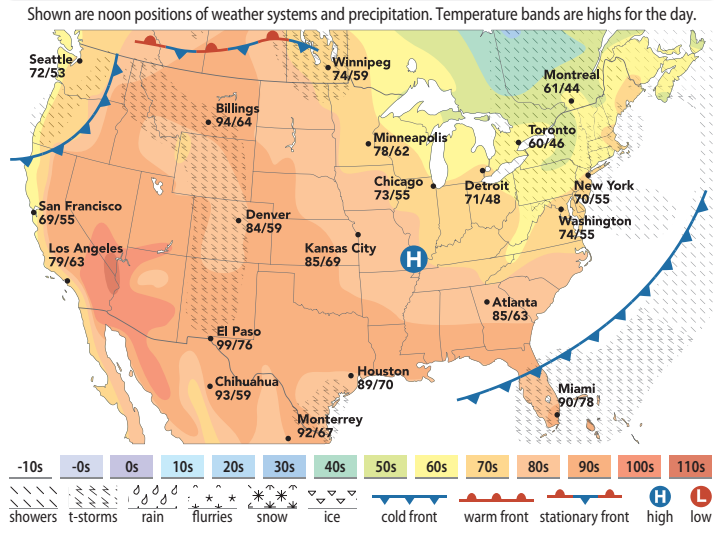 Shown are noon positions of weather systems and precipitation. Temperature bands are highs for the day.
Seattle
72/53
Winnipeg
74/59
Montreal
61/44
Billings
94/64
Minneapolis
78/62
Toronto
60/46
Chicago
73/55
Detroit
71/48
New York
70/55
San Francisco
69/55
Denver
84/59
Washington
74/55
Los Angeles
79/63
Kansas City
85/69
H
Atlanta
85/63
El Paso
99/76
Chihuahua
93/59
Houston
89/70
Miami
90/78
Monterrey
92/67
-10s -0s 0s 10s 20s 30s 40s 50s 60s 70s 80s 90s 100s 110s
H L
showers t-storms rain flurries snow ice cold front warm front stationary front high low